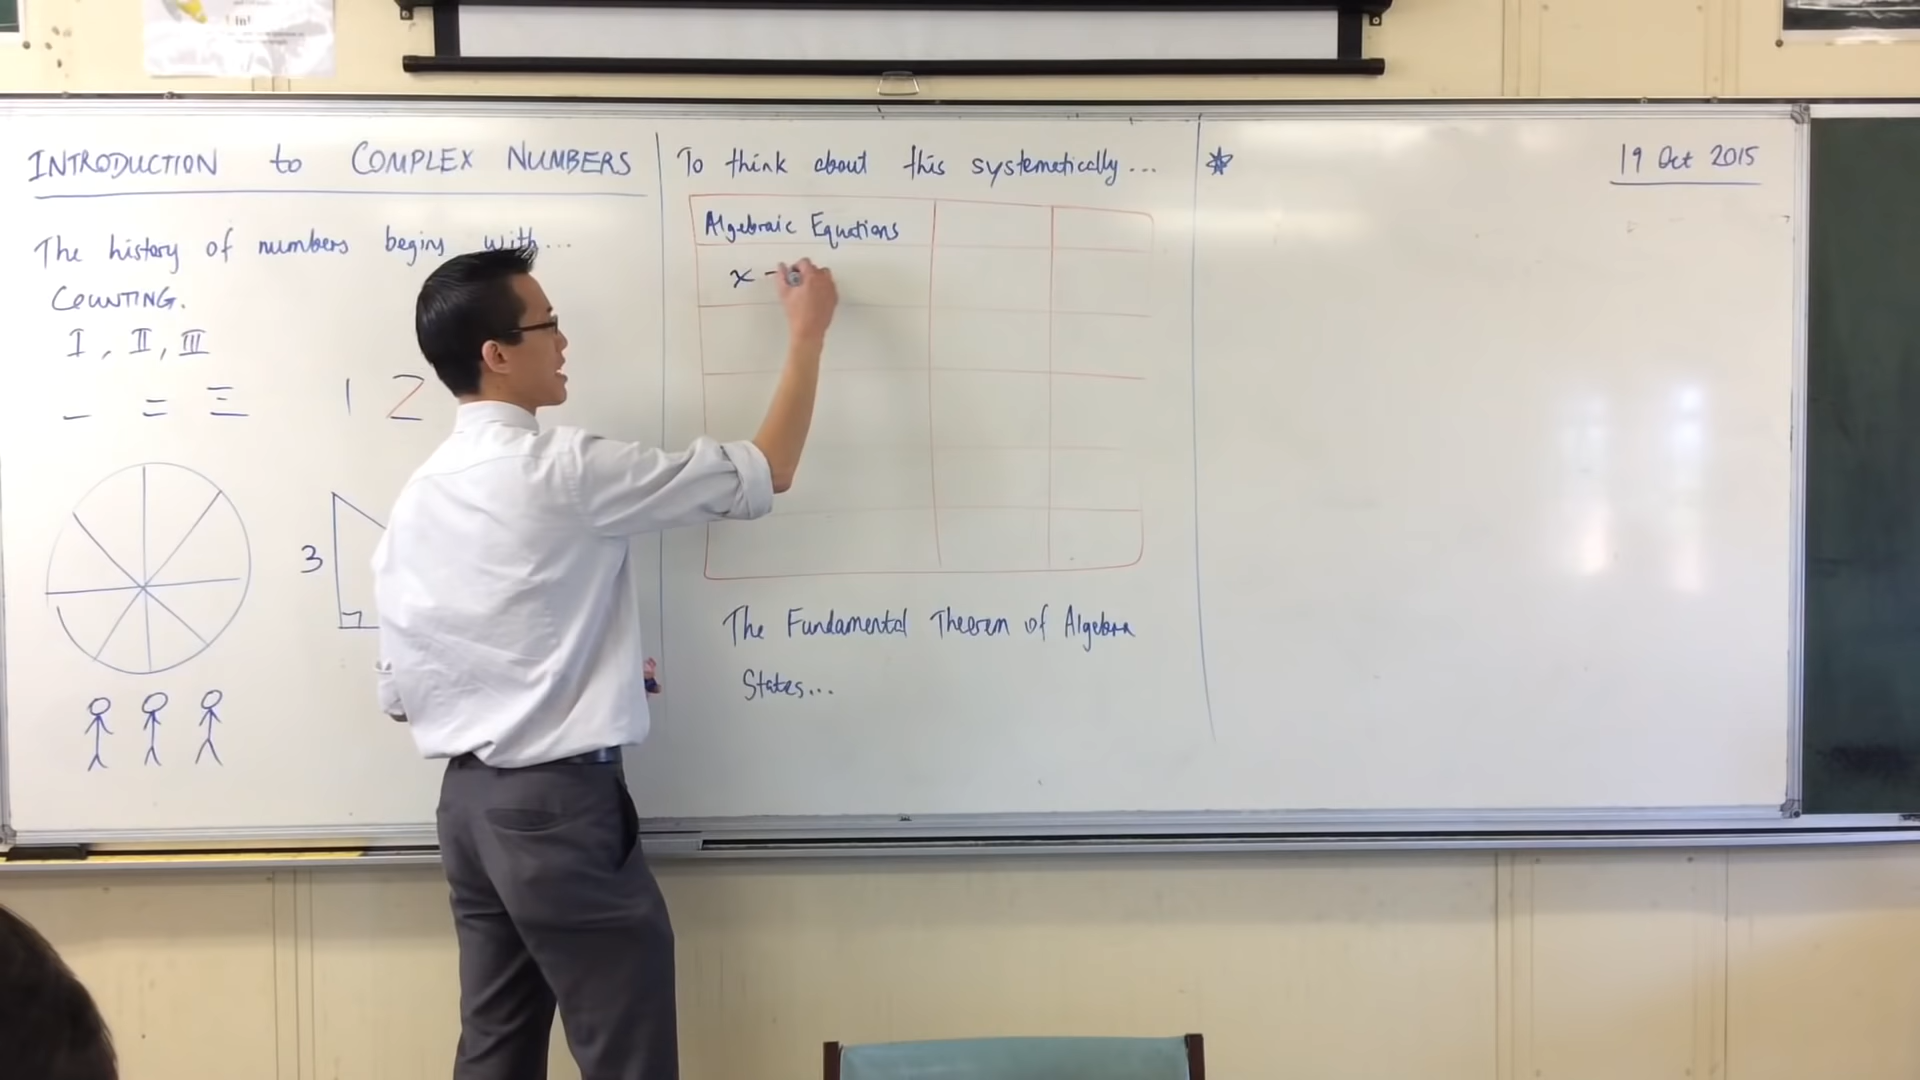 INTRODUCTION to COMPLEX NUMBERS
The history of numbers begins with...
COUNTING.
I, II, III
一 二 三
1 2
3
To think about this systematically...
Algebraic Equations
x -
The Fundamental Theorem of Algebra
States...
19 Oct 2015